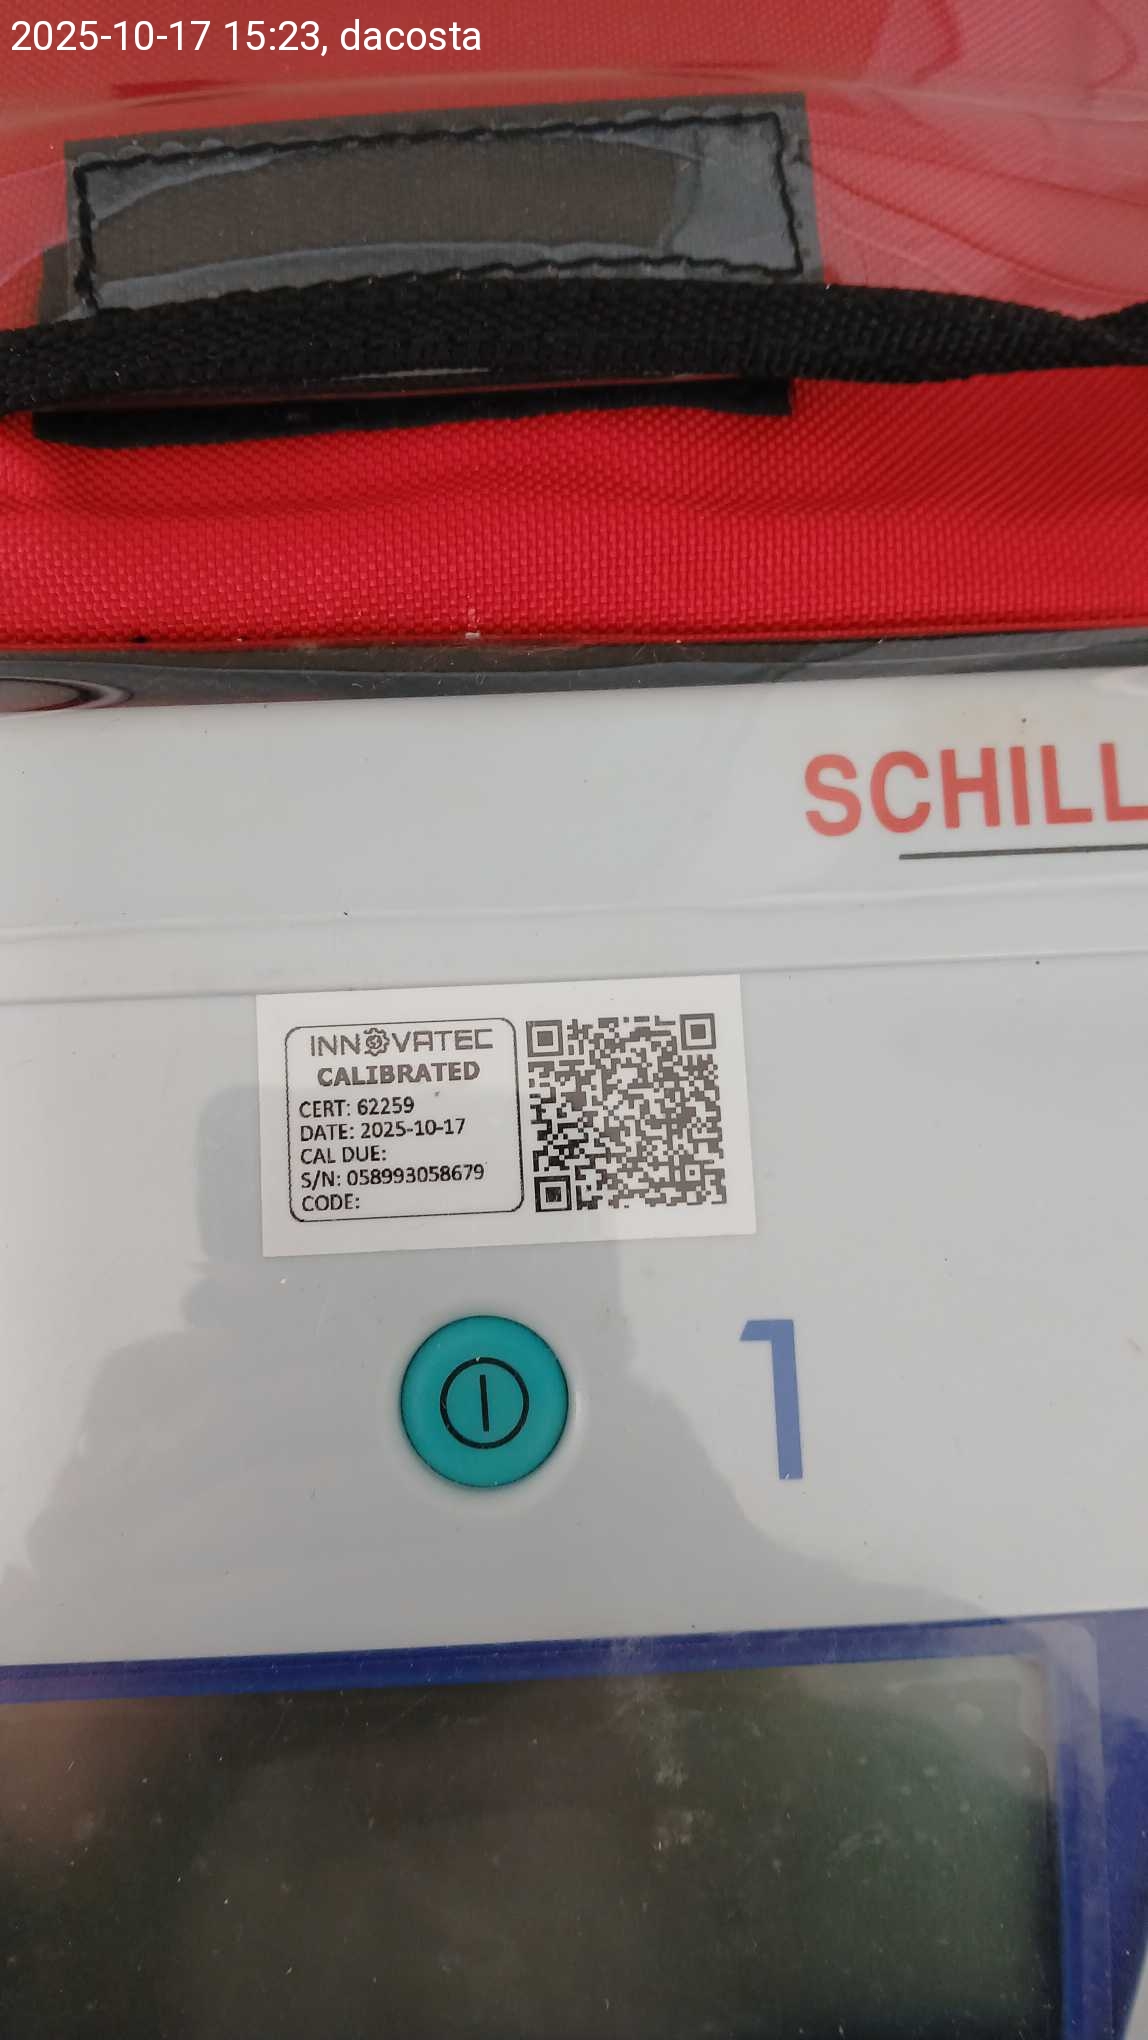 2025-10-17 15:23, dacosta
SCHILL
INNOVATEC
CALIBRATED
CERT: 62259
DATE: 2025-10-17
CAL DUE:
S/N: 058993058679
CODE:
1